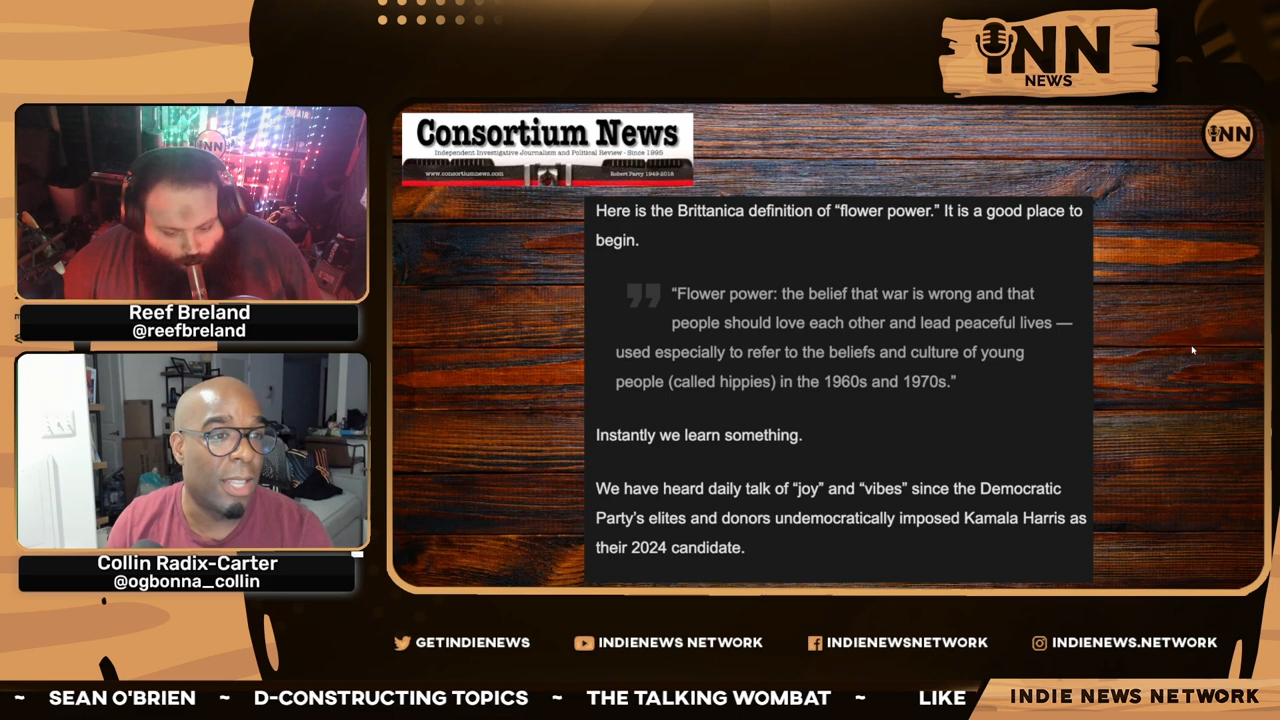 iNN
NEWS
iNN
Consortium News
Independent Investigative Journalism and Political Review - Since 1995
www.consortiumnews.com
Robert Parry 1949-2018
Here is the Brittanica definition of “flower power.” It is a good place to
begin.
“Flower power: the belief that war is wrong and that
people should love each other and lead peaceful lives —
used especially to refer to the beliefs and culture of young
people (called hippies) in the 1960s and 1970s.”
Instantly we learn something.
We have heard daily talk of “joy” and “vibes” since the Democratic
Party’s elites and donors undemocratically imposed Kamala Harris as
their 2024 candidate.
iNN
Reef Breland
@reefbreland
Collin Radix-Carter
@ogbonna_collin
GETINDIENEWS
INDIENEWS NETWORK
INDIENEWSNETWORK
INDIENEWS.NETWORK
~ SEAN O'BRIEN ~ D-CONSTRUCTING TOPICS ~ THE TALKING WOMBAT ~ LIKE
INDIE NEWS NETWORK